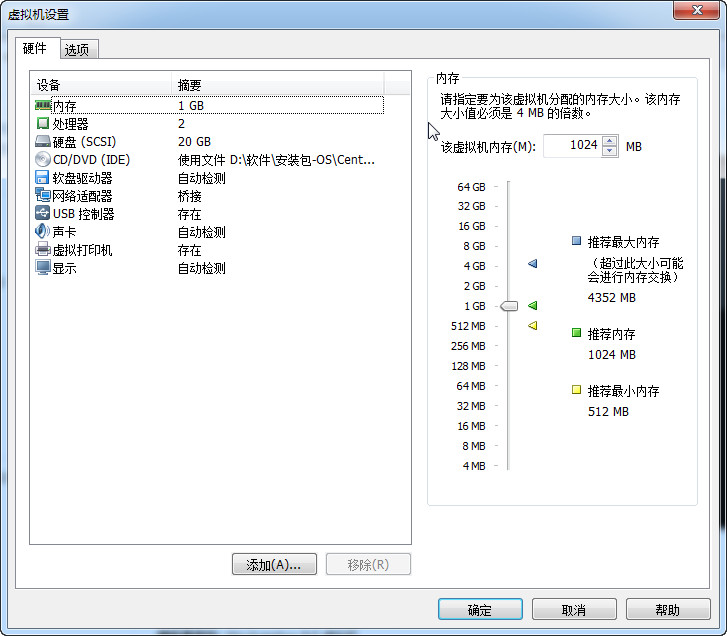 虚拟机设置
硬件 选项
设备 摘要
内存 1 GB
处理器 2
硬盘 (SCSI) 20 GB
CD/DVD (IDE) 使用文件 D:\软件\安装包-OS\Cent...
软盘驱动器 自动检测
网络适配器 桥接
USB 控制器 存在
声卡 自动检测
虚拟打印机 存在
显示 自动检测
添加(A)... 移除(R)
内存
请指定要为该虚拟机分配的内存大小。该内存
大小值必须是 4 MB 的倍数。
该虚拟机内存(M): 1024 MB
64 GB
32 GB
16 GB
8 GB
4 GB
2 GB
1 GB
512 MB
256 MB
128 MB
64 MB
32 MB
16 MB
8 MB
4 MB
推荐最大内存
（超过此大小可能
会进行内存交换）
4352 MB
推荐内存
1024 MB
推荐最小内存
512 MB
确定 取消 帮助